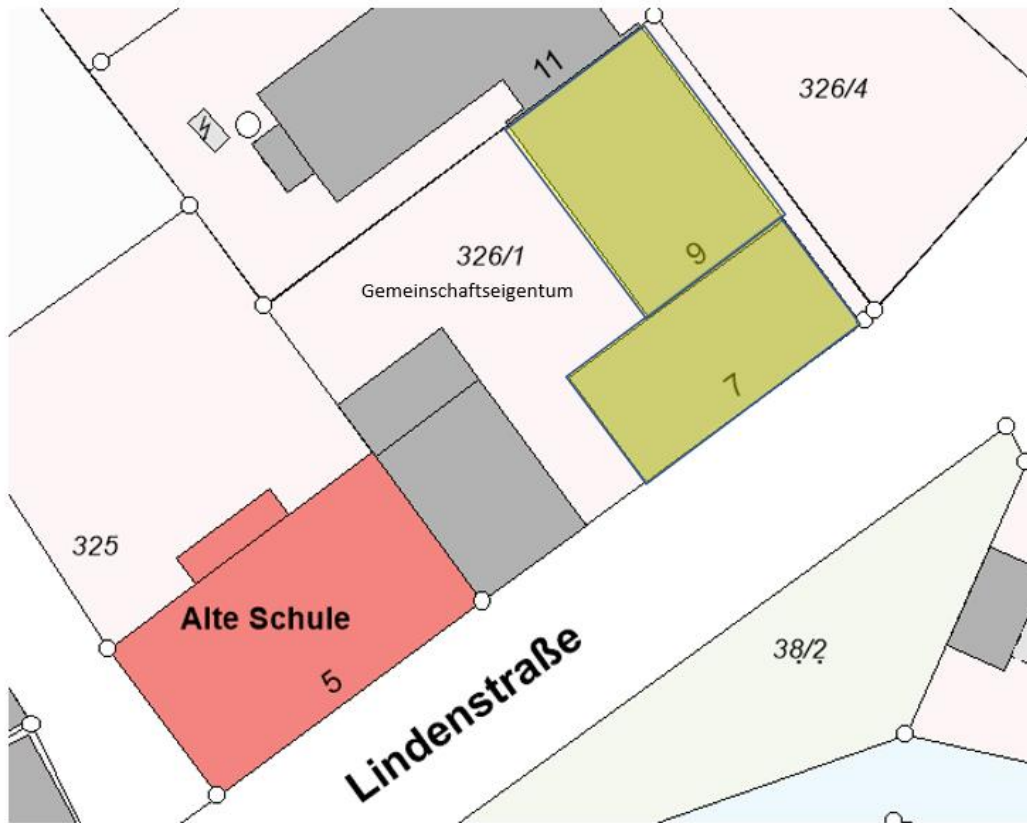 11
326/4
326/1
Gemeinschaftseigentum
9
7
325
Alte Schule
5
Lindenstraße
38/2